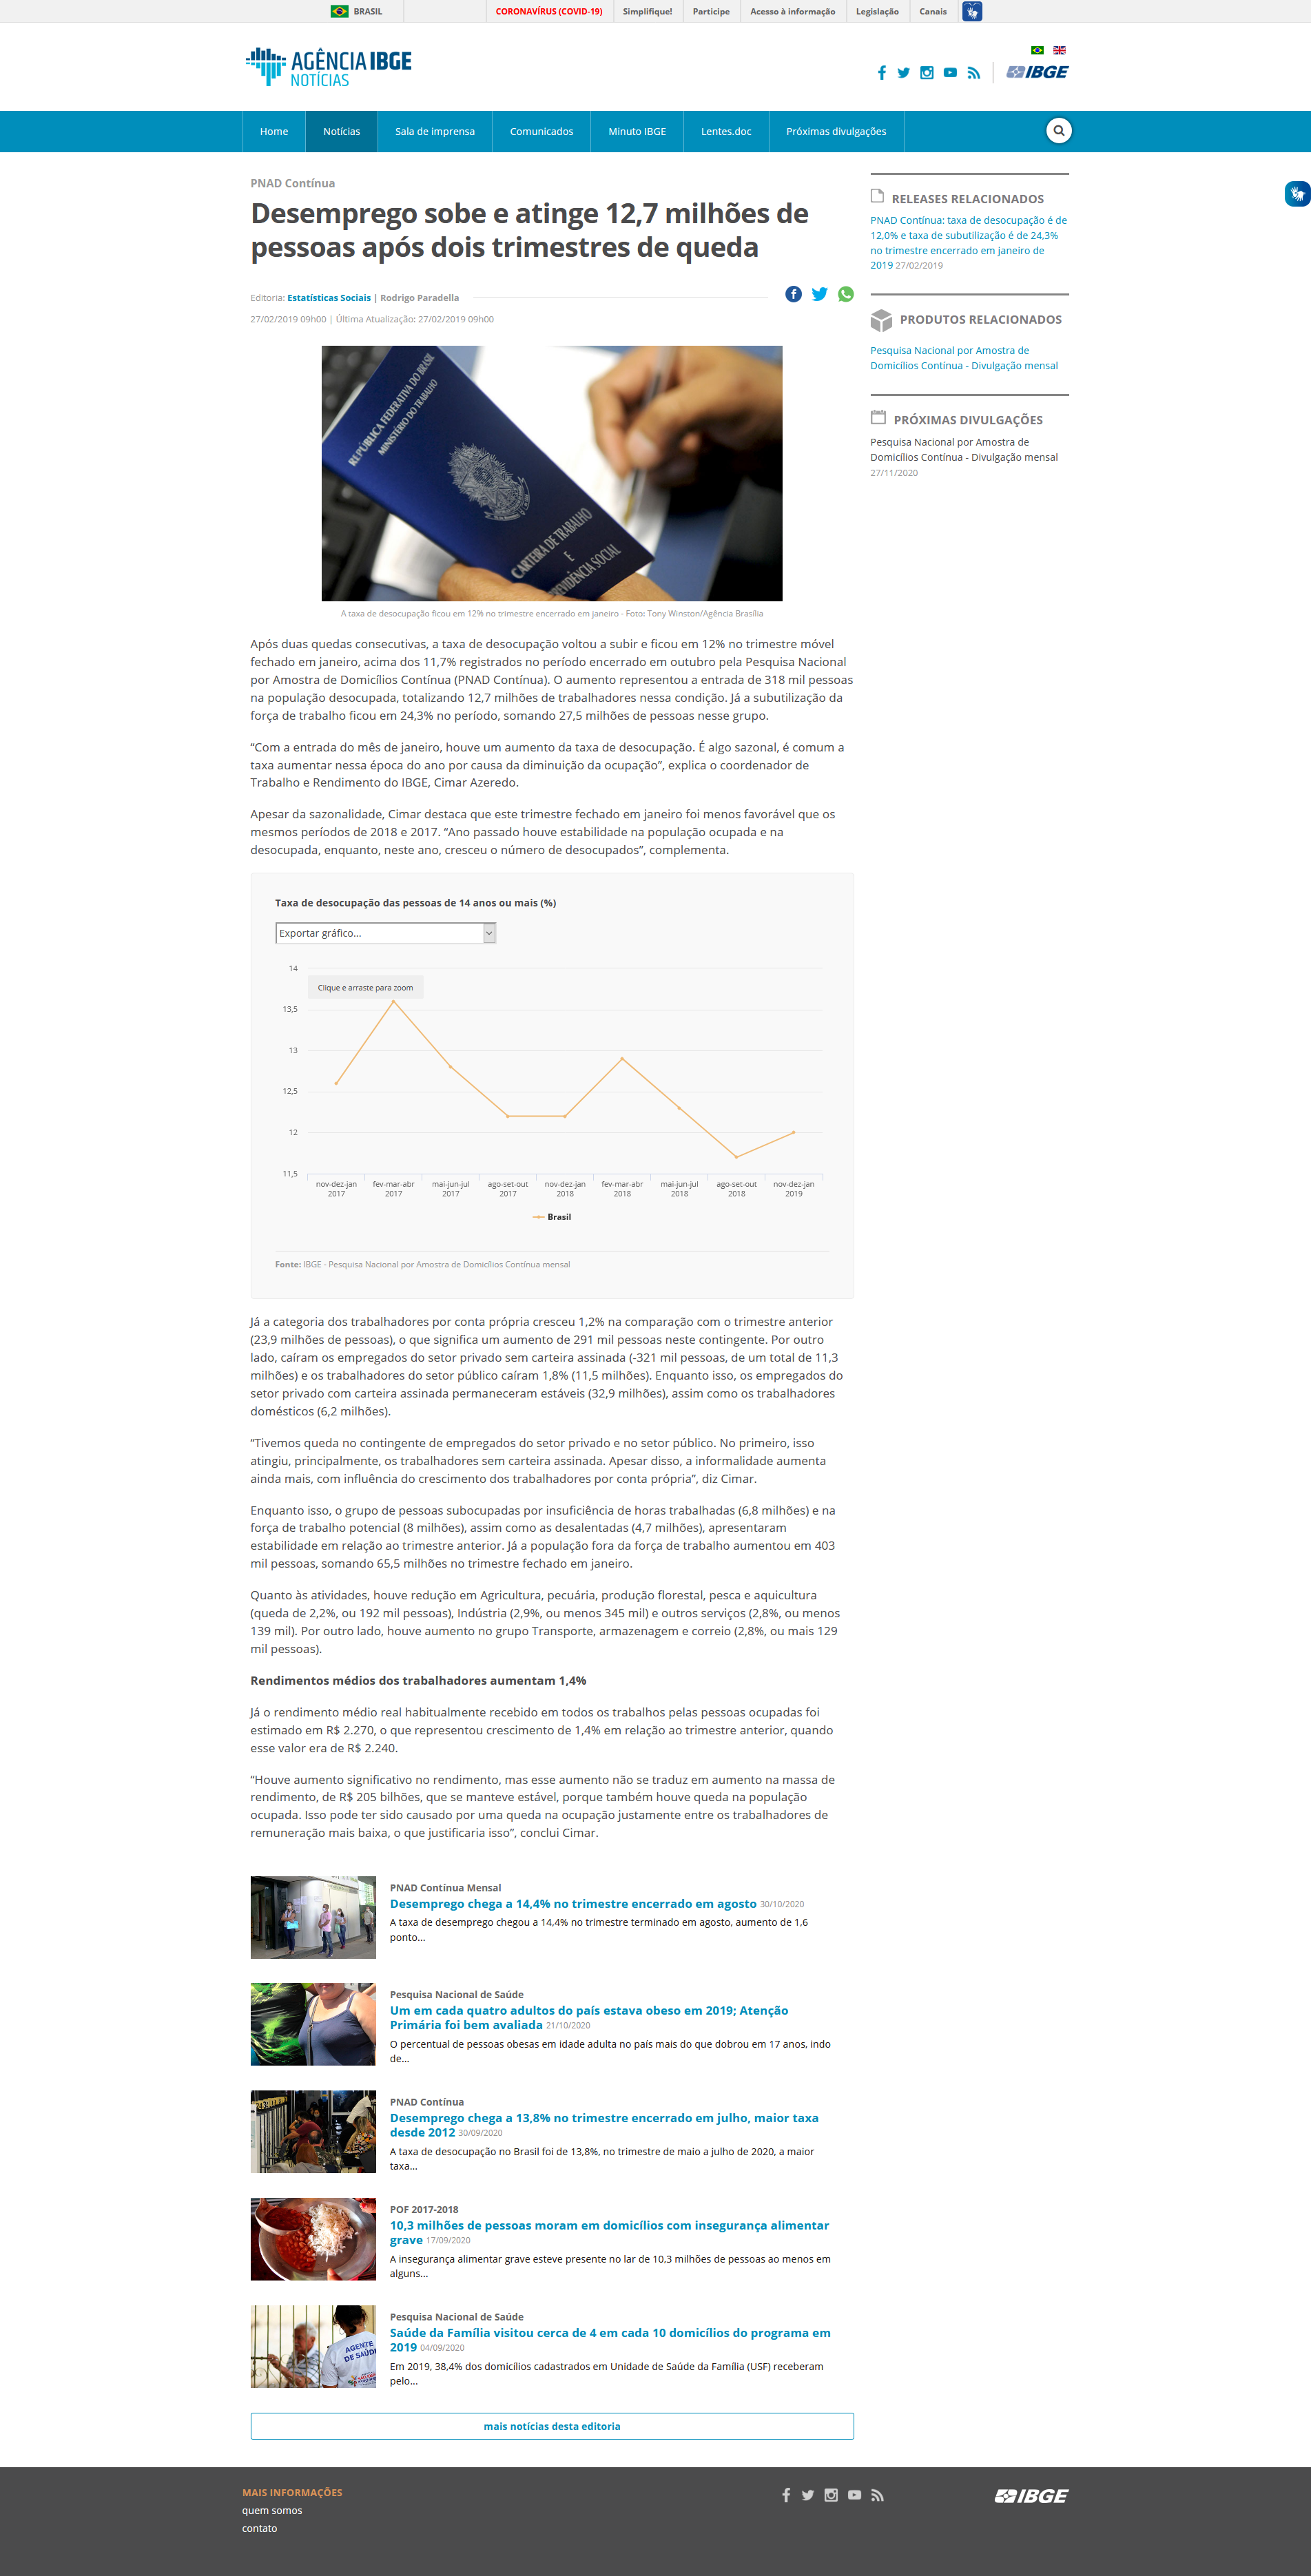 BRASIL
CORONAVÍRUS (COVID-19)
Simplifique!
Participe
Acesso à informação
Legislação
Canais
AGÊNCIA IBGE
NOTÍCIAS
IBGE
Home
Notícias
Sala de imprensa
Comunicados
Minuto IBGE
Lentes.doc
Próximas divulgações
PNAD Contínua
Desemprego sobe e atinge 12,7 milhões de
pessoas após dois trimestres de queda
Editoria: Estatísticas Sociais | Rodrigo Paradella
27/02/2019 09h00 | Última Atualização: 27/02/2019 09h00
REPÚBLICA FEDERATIVA DO BRASIL
MINISTÉRIO DO TRABALHO
CARTEIRA DE TRABALHO
E
PREVIDÊNCIA SOCIAL
A taxa de desocupação ficou em 12% no trimestre encerrado em janeiro - Foto: Tony Winston/Agência Brasília
Após duas quedas consecutivas, a taxa de desocupação voltou a subir e ficou em 12% no trimestre móvel
fechado em janeiro, acima dos 11,7% registrados no período encerrado em outubro pela Pesquisa Nacional
por Amostra de Domicílios Contínua (PNAD Contínua). O aumento representou a entrada de 318 mil pessoas
na população desocupada, totalizando 12,7 milhões de trabalhadores nessa condição. Já a subutilização da
força de trabalho ficou em 24,3% no período, somando 27,5 milhões de pessoas nesse grupo.
“Com a entrada do mês de janeiro, houve um aumento da taxa de desocupação. É algo sazonal, é comum a
taxa aumentar nessa época do ano por causa da diminuição da ocupação”, explica o coordenador de
Trabalho e Rendimento do IBGE, Cimar Azeredo.
Apesar da sazonalidade, Cimar destaca que este trimestre fechado em janeiro foi menos favorável que os
mesmos períodos de 2018 e 2017. “Ano passado houve estabilidade na população ocupada e na
desocupada, enquanto, neste ano, cresceu o número de desocupados”, complementa.
Taxa de desocupação das pessoas de 14 anos ou mais (%)
Exportar gráfico...
14
Clique e arraste para zoom
13,5
13
12,5
12
11,5
nov-dez-jan 2017
fev-mar-abr 2017
mai-jun-jul 2017
ago-set-out 2017
nov-dez-jan 2018
fev-mar-abr 2018
mai-jun-jul 2018
ago-set-out 2018
nov-dez-jan 2019
Brasil
Fonte: IBGE - Pesquisa Nacional por Amostra de Domicílios Contínua mensal
Já a categoria dos trabalhadores por conta própria cresceu 1,2% na comparação com o trimestre anterior
(23,9 milhões de pessoas), o que significa um aumento de 291 mil pessoas neste contingente. Por outro
lado, caíram os empregados do setor privado sem carteira assinada (-321 mil pessoas, de um total de 11,3
milhões) e os trabalhadores do setor público caíram 1,8% (11,5 milhões). Enquanto isso, os empregados do
setor privado com carteira assinada permaneceram estáveis (32,9 milhões), assim como os trabalhadores
domésticos (6,2 milhões).
“Tivemos queda no contingente de empregados do setor privado e no setor público. No primeiro, isso
atingiu, principalmente, os trabalhadores sem carteira assinada. Apesar disso, a informalidade aumenta
ainda mais, com influência do crescimento dos trabalhadores por conta própria”, diz Cimar.
Enquanto isso, o grupo de pessoas subocupadas por insuficiência de horas trabalhadas (6,8 milhões) e na
força de trabalho potencial (8 milhões), assim como as desalentadas (4,7 milhões), apresentaram
estabilidade em relação ao trimestre anterior. Já a população fora da força de trabalho aumentou em 403
mil pessoas, somando 65,5 milhões no trimestre fechado em janeiro.
Quanto às atividades, houve redução em Agricultura, pecuária, produção florestal, pesca e aquicultura
(queda de 2,2%, ou 192 mil pessoas), Indústria (2,9%, ou menos 345 mil) e outros serviços (2,8%, ou menos
139 mil). Por outro lado, houve aumento no grupo Transporte, armazenagem e correio (2,8%, ou mais 129
mil pessoas).
Rendimentos médios dos trabalhadores aumentam 1,4%
Já o rendimento médio real habitualmente recebido em todos os trabalhos pelas pessoas ocupadas foi
estimado em R$ 2.270, o que representou crescimento de 1,4% em relação ao trimestre anterior, quando
esse valor era de R$ 2.240.
“Houve aumento significativo no rendimento, mas esse aumento não se traduz em aumento na massa de
rendimento, de R$ 205 bilhões, que se manteve estável, porque também houve queda na população
ocupada. Isso pode ter sido causado por uma queda na ocupação justamente entre os trabalhadores de
remuneração mais baixa, o que justificaria isso”, conclui Cimar.
PNAD Contínua Mensal
Desemprego chega a 14,4% no trimestre encerrado em agosto 30/10/2020
A taxa de desemprego chegou a 14,4% no trimestre terminado em agosto, aumento de 1,6
ponto...
Pesquisa Nacional de Saúde
Um em cada quatro adultos do país estava obeso em 2019; Atenção
Primária foi bem avaliada 21/10/2020
O percentual de pessoas obesas em idade adulta no país mais do que dobrou em 17 anos, indo
de...
PNAD Contínua
Desemprego chega a 13,8% no trimestre encerrado em julho, maior taxa
desde 2012 30/09/2020
A taxa de desocupação no Brasil foi de 13,8%, no trimestre de maio a julho de 2020, a maior
taxa...
POF 2017-2018
10,3 milhões de pessoas moram em domicílios com insegurança alimentar
grave 17/09/2020
A insegurança alimentar grave esteve presente no lar de 10,3 milhões de pessoas ao menos em
alguns...
AGENTE
DE SAÚDE
Pesquisa Nacional de Saúde
Saúde da Família visitou cerca de 4 em cada 10 domicílios do programa em
2019 04/09/2020
Em 2019, 38,4% dos domicílios cadastrados em Unidade de Saúde da Família (USF) receberam
pelo...
mais notícias desta editoria
RELEASES RELACIONADOS
PNAD Contínua: taxa de desocupação é de
12,0% e taxa de subutilização é de 24,3%
no trimestre encerrado em janeiro de
2019 27/02/2019
PRODUTOS RELACIONADOS
Pesquisa Nacional por Amostra de
Domicílios Contínua - Divulgação mensal
PRÓXIMAS DIVULGAÇÕES
Pesquisa Nacional por Amostra de
Domicílios Contínua - Divulgação mensal
27/11/2020
MAIS INFORMAÇÕES
quem somos
contato
IBGE